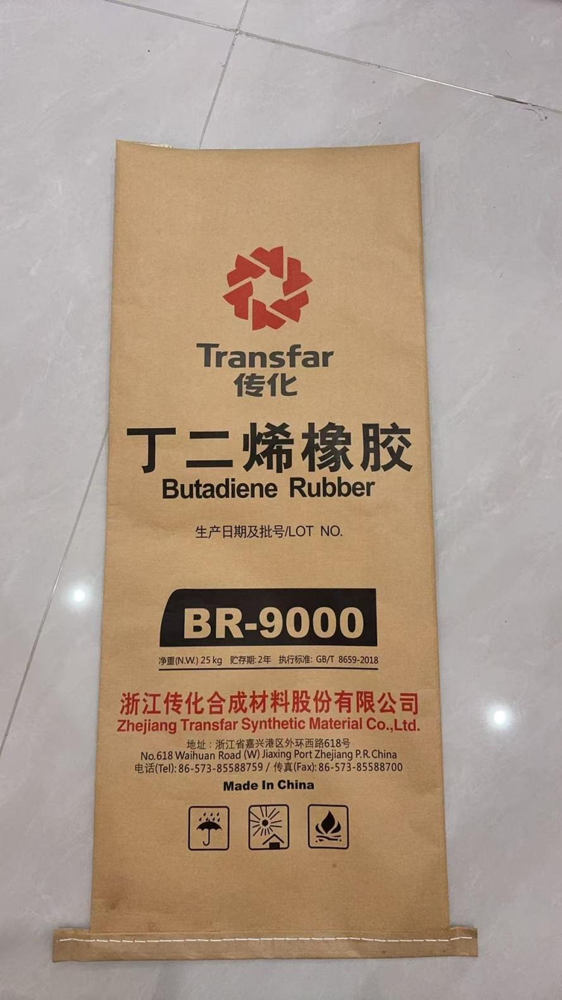 Transfar
传化
丁二烯橡胶
Butadiene Rubber
生产日期及批号/LOT NO.
BR-9000
净重(N.W.) 25 kg 贮存期: 2年 执行标准: GB/T 8659-2018
浙江传化合成材料股份有限公司
Zhejiang Transfar Synthetic Material Co.,Ltd.
地址：浙江省嘉兴港区外环西路618号
No.618 Waihuan Road (W) Jiaxing Port Zhejiang P.R.China
电话(Tel): 86-573-85588759 / 传真(Fax): 86-573-85588700
Made In China